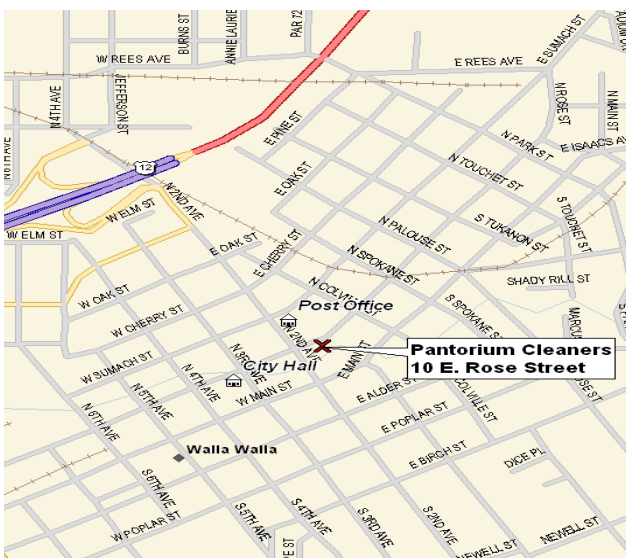 BURNS ST
ANNIE LAURIE
PAR 72
E SUMACH ST
W REES AVE
E REES AVE
N 4TH AVE
JEFFERSON ST
N ROSE ST
N MAIN ST
E PINE ST
N PARK ST
E ISAACS AVE
12
N TOUCHET ST
N 2ND AVE
E OAK ST
W ELM ST
S TOUCHET ST
N PALOUSE ST
S TUKANON ST
W ELM ST
E OAK ST
E CHERRY ST
N SPOKANE ST
SHADY RILL ST
W OAK ST
N COLVILLE
Post Office
S SPOKANE ST
W CHERRY ST
N 2ND AVE
E MAIN ST
Pantorium Cleaners
10 E. Rose Street
City Hall
N 3RD AVE
W SUMACH ST
N 4TH AVE
N 5TH AVE
W MAIN ST
E ALDER ST
COLVILLE ST
N 6TH AVE
E POPLAR ST
Walla Walla
E BIRCH ST
DICE PL
S 6TH AVE
S 5TH AVE
S 4TH AVE
S 3RD AVE
S 2ND AVE
W POPLAR ST
NEWELL ST
NEWELL S